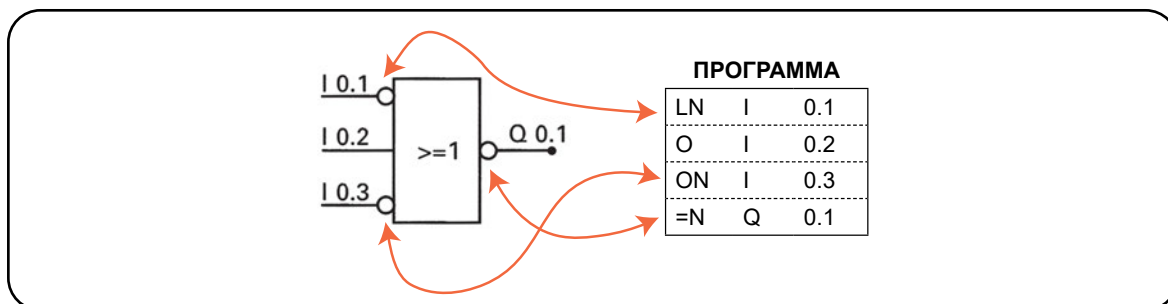 I 0.1
I 0.2
I 0.3
>=1
Q 0.1
ПРОГРАММА
LN I 0.1
O I 0.2
ON I 0.3
=N Q 0.1